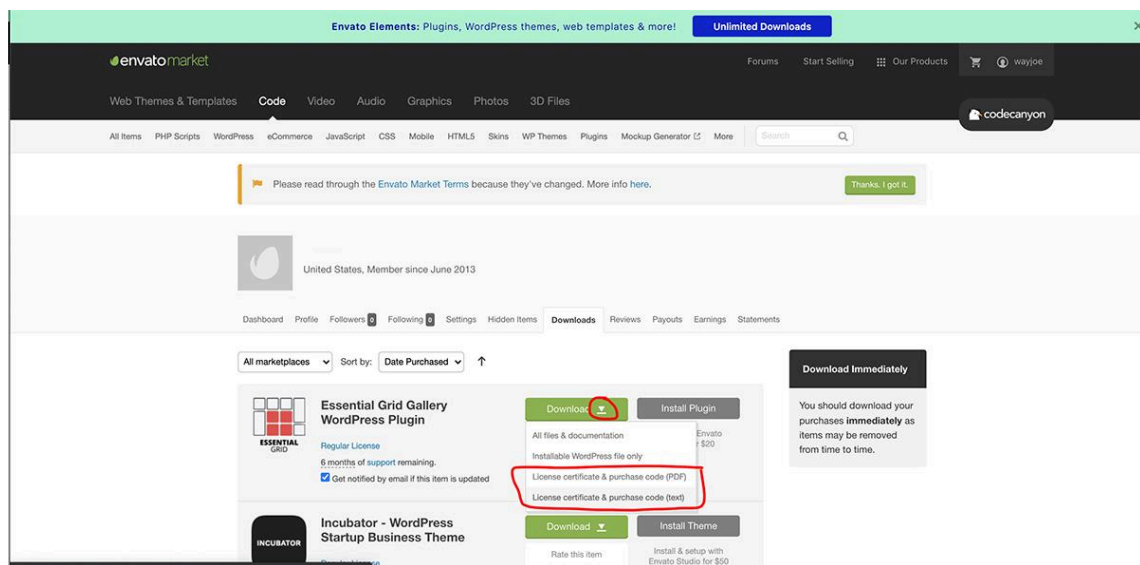 Envato Elements: Plugins, WordPress themes, web templates & more!
Unlimited Downloads
envatomarket
Forums
Start Selling
Our Products
wayjoe
Web Themes & Templates
Code
Video
Audio
Graphics
Photos
3D Files
codecanyon
All Items
PHP Scripts
WordPress
eCommerce
JavaScript
CSS
Mobile
HTML5
Skins
WP Themes
Plugins
Mockup Generator
More
Search
Please read through the Envato Market Terms because they've changed. More info here.
Thanks. I got it.
United States, Member since June 2013
Dashboard
Profile
Followers 0
Following 0
Settings
Hidden Items
Downloads
Reviews
Payouts
Earnings
Statements
All marketplaces
Sort by:
Date Purchased
Download Immediately
You should download your
purchases immediately as
items may be removed
from time to time.
ESSENTIAL
GRID
Essential Grid Gallery
WordPress Plugin
Regular License
6 months of support remaining.
Get notified by email if this item is updated
Download
Install Plugin
All files & documentation
Installable WordPress file only
License certificate & purchase code (PDF)
License certificate & purchase code (text)
Envato
$20
INCUBATOR
Incubator - WordPress
Startup Business Theme
Regular License
Download
Install Theme
Rate this item
Install & setup with
Envato Studio for $50